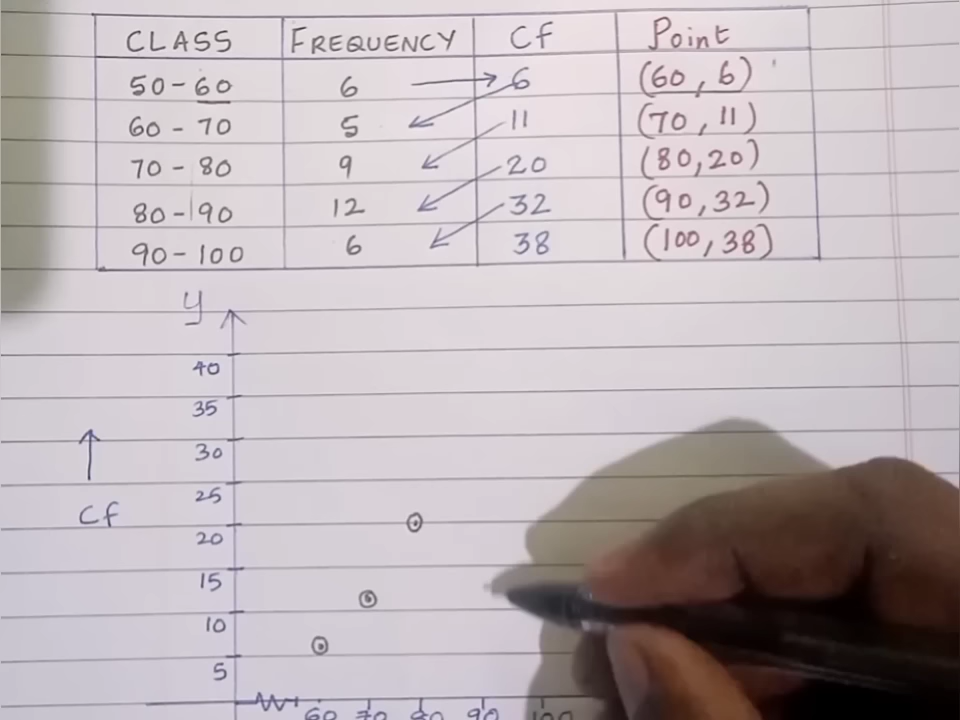 CLASS FREQUENCY Cf Point
50-60 6 6 (60, 6)
60-70 5 11 (70, 11)
70-80 9 20 (80,20)
80-90 12 32 (90,32)
90-100 6 38 (100,38)
y
40
35
30
25
Cf
20
15
10
5
60 70 80 90 100